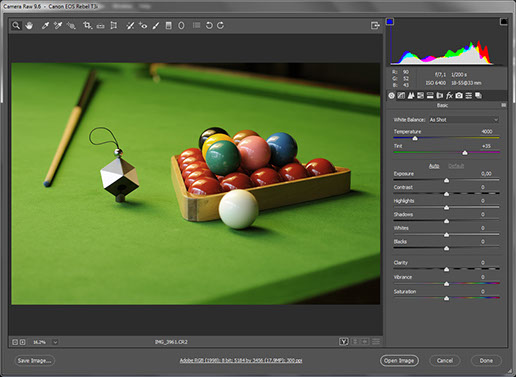 Camera Raw 9.6 - Canon EOS Rebel T3i
R: 90
G: 52
B: 43
f/7,1 1/200 s
ISO 6400 18-55@33 mm
Basic
White Balance: As Shot
Temperature 4000
Tint +35
Auto Default
Exposure 0,00
Contrast 0
Highlights 0
Shadows 0
Whites 0
Blacks 0
Clarity 0
Vibrance 0
Saturation 0
16,2% IMG_3961.CR2 Y
Save Image... Adobe RGB (1998); 8 bit; 5184 by 3456 (17,9MP); 300 ppi Open Image Cancel Done